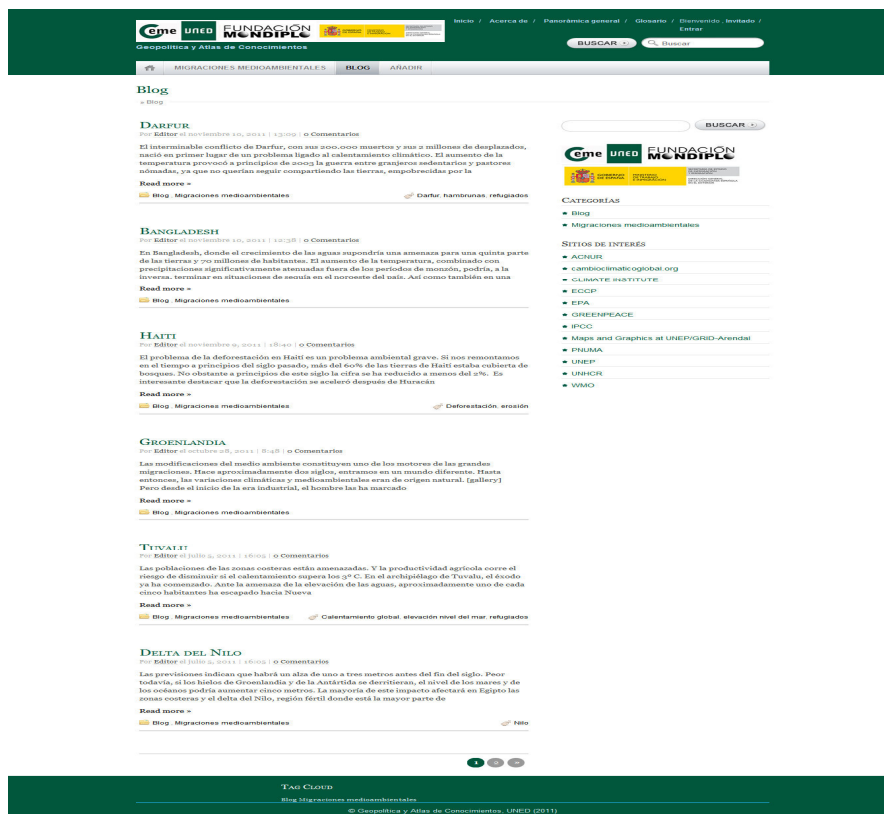 Inicio / Acerca de / Panorámica general / Glosario / Bienvenido, Invitado /
Entrar
ceme UNED FUNDACIÓN
MONDIPLO
Geopolítica y Atlas de Conocimientos
BUSCAR
Buscar
MIGRACIONES MEDIOAMBIENTALES BLOG AÑADIR
Blog
» Blog
DARFUR
Por Editor el noviembre 10, 2011 | 13:09 | 0 Comentarios
El interminable conflicto de Darfur, con sus 200.000 muertos y sus 2 millones de desplazados,
nació en primer lugar de un problema ligado al calentamiento climático. El aumento de la
temperatura provocó a principios de 2003 la guerra entre granjeros sedentarios y pastores
nómadas, ya que no querían seguir compartiendo las tierras, empobrecidas por la
Read more »
Blog, Migraciones medioambientales
Darfur, hambrunas, refugiados
BANGLADESH
Por Editor el noviembre 10, 2011 | 12:38 | 0 Comentarios
En Bangladesh, donde el crecimiento de las aguas supondría una amenaza para una quinta parte
de las tierras y 70 millones de habitantes. El aumento de la temperatura, combinado con
precipitaciones significativamente atenuadas fuera de los periodos de monzón, podría, a la
inversa, terminar en situaciones de sequía en el noroeste del país. Así como también en una
Read more »
Blog, Migraciones medioambientales
HAITI
Por Editor el noviembre 9, 2011 | 18:40 | 0 Comentarios
El problema de la deforestación en Haití es un problema ambiental grave. Si nos remontamos
en el tiempo a principios del siglo pasado, más del 60% de las tierras de Haití estaba cubierta de
bosques. No obstante a principios de este siglo la cifra se ha reducido a menos del 2%. Es
interesante destacar que la deforestación se aceleró después de Huracán
Read more »
Blog, Migraciones medioambientales
Deforestación, erosión
GROENLANDIA
Por Editor el octubre 28, 2011 | 8:48 | 0 Comentarios
Las modificaciones del medio ambiente constituyen uno de los motores de las grandes
migraciones. Hace aproximadamente dos siglos, entramos en un mundo diferente. Hasta
entonces, las variaciones climáticas y medioambientales eran de origen natural. [gallery]
Pero desde el inicio de la era industrial, el hombre las ha marcado
Read more »
Blog, Migraciones medioambientales
TUVALU
Por Editor el julio 5, 2011 | 16:05 | 0 Comentarios
Las poblaciones de las zonas costeras están amenazadas. Y la productividad agrícola corre el
riesgo de disminuir si el calentamiento supera los 3º C. En el archipiélago de Tuvalu, el éxodo
ya ha comenzado. Ante la amenaza de la elevación de las aguas, aproximadamente uno de cada
cinco habitantes ha escapado hacia Nueva
Read more »
Blog, Migraciones medioambientales
Calentamiento global, elevación nivel del mar, refugiados
DELTA DEL NILO
Por Editor el julio 5, 2011 | 16:05 | 0 Comentarios
Las previsiones indican que habrá un alza de uno a tres metros antes del fin del siglo. Peor
todavía, si los hielos de Groenlandia y de la Antártida se derritieran, el nivel de los mares y de
los océanos podría aumentar cinco metros. La mayoría de este impacto afectará en Egipto las
zonas costeras y el delta del Nilo, región fértil donde está la mayor parte de
Read more »
Blog, Migraciones medioambientales
Nilo
1 2 »
BUSCAR
ceme UNED FUNDACIÓN
MONDIPLO
GOBIERNO
DE ESPAÑA
MINISTERIO
DE TRABAJO
E INMIGRACIÓN
CATEGORÍAS
Blog
Migraciones medioambientales
SITIOS DE INTERÉS
ACNUR
cambioclimaticoglobal.org
CLIMATE INSTITUTE
ECCP
EPA
GREENPEACE
IPCC
Maps and Graphics at UNEP/GRID-Arendal
PNUMA
UNEP
UNHCR
WMO
TAG CLOUD
Blog Migraciones medioambientales
© Geopolítica y Atlas de Conocimientos, UNED (2011)